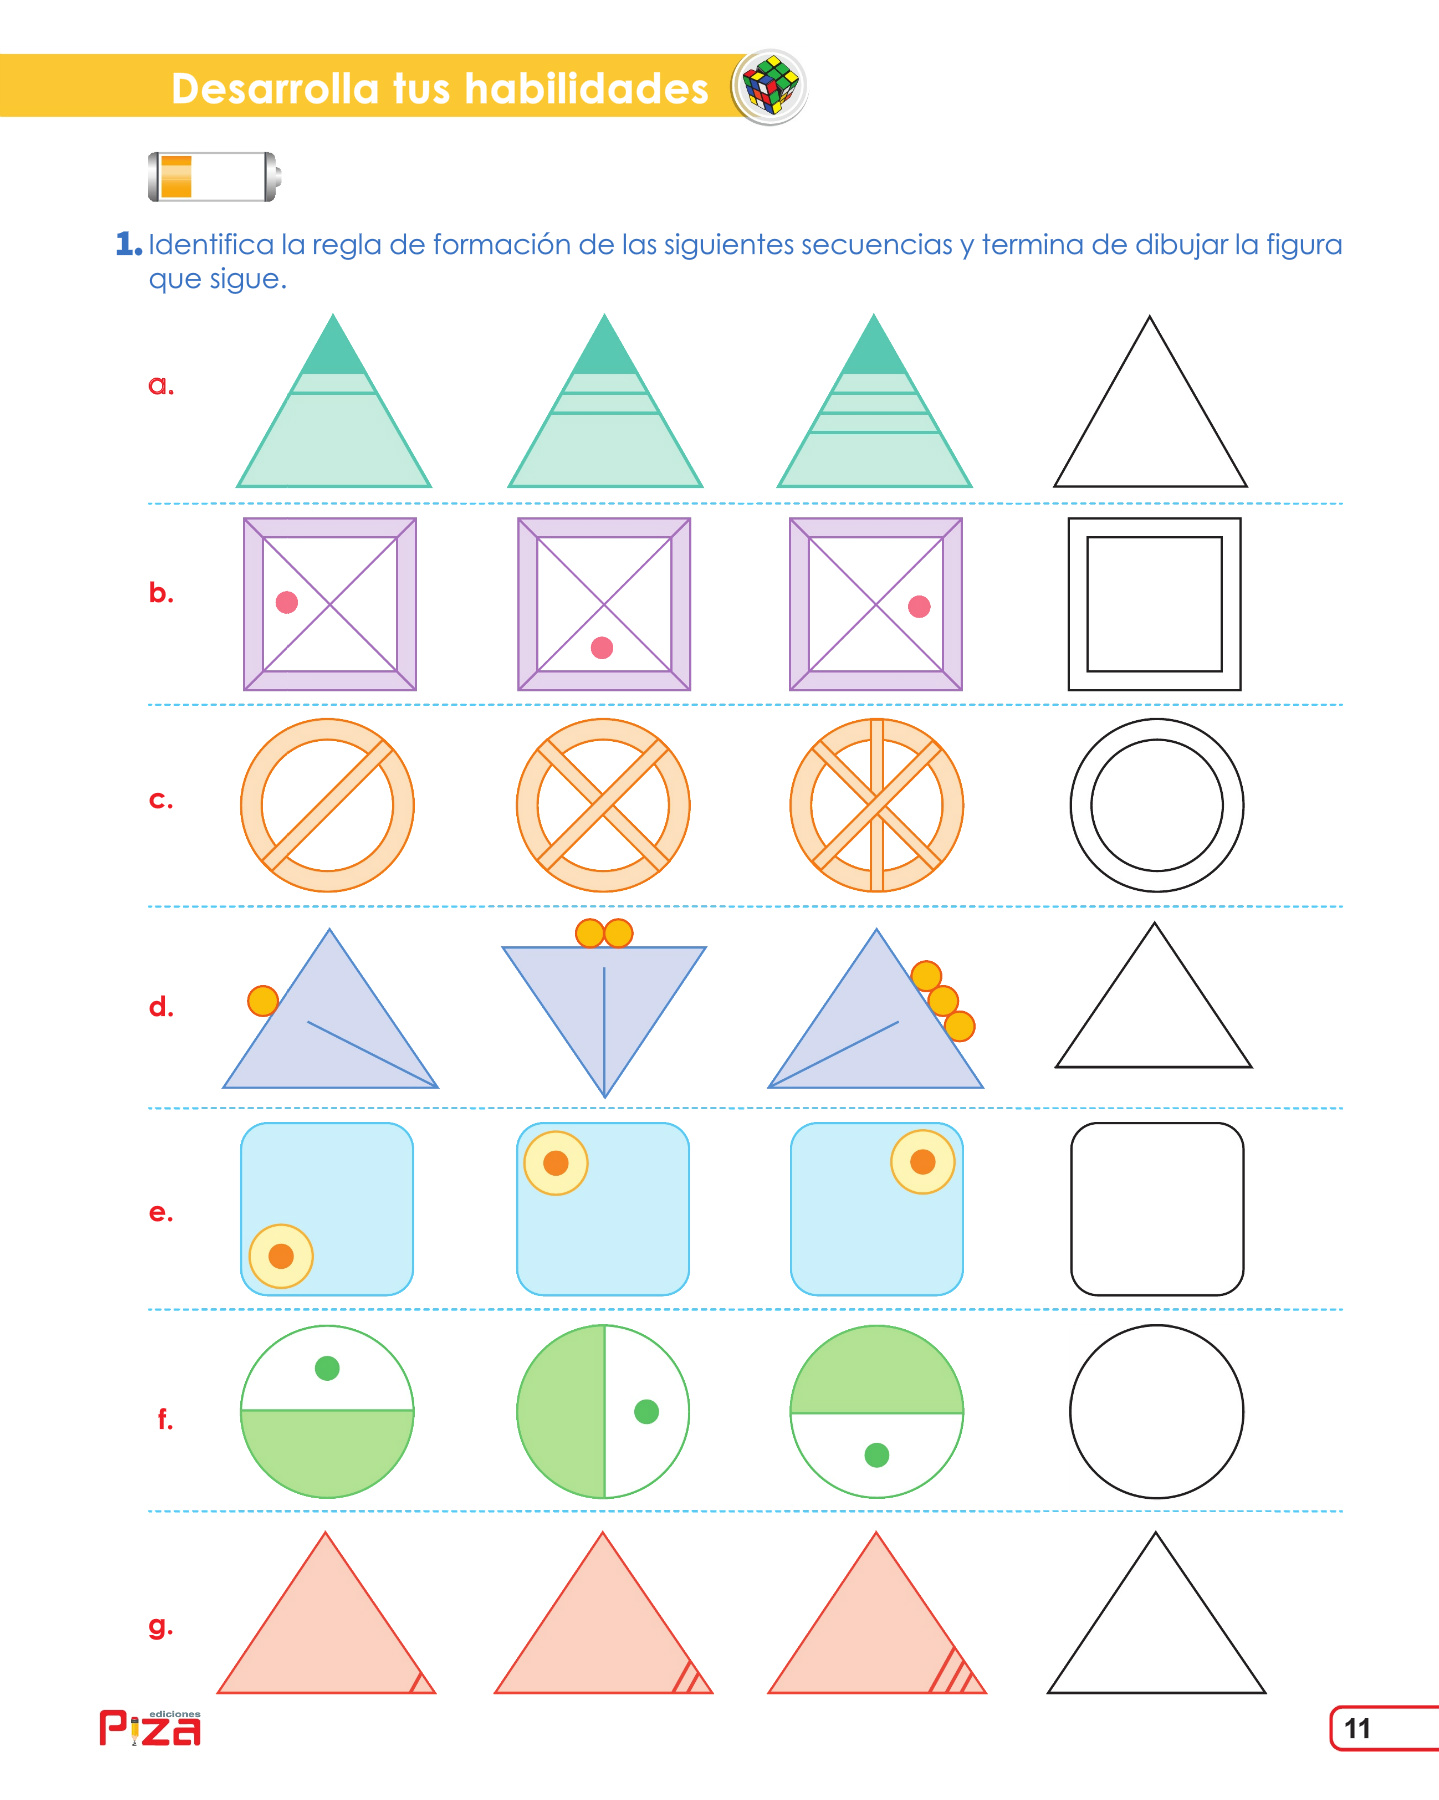 Desarrolla tus habilidades
1. Identifica la regla de formación de las siguientes secuencias y termina de dibujar la figura
que sigue.
a.
b.
c.
d.
e.
f.
g.
ediciones
Piza
11